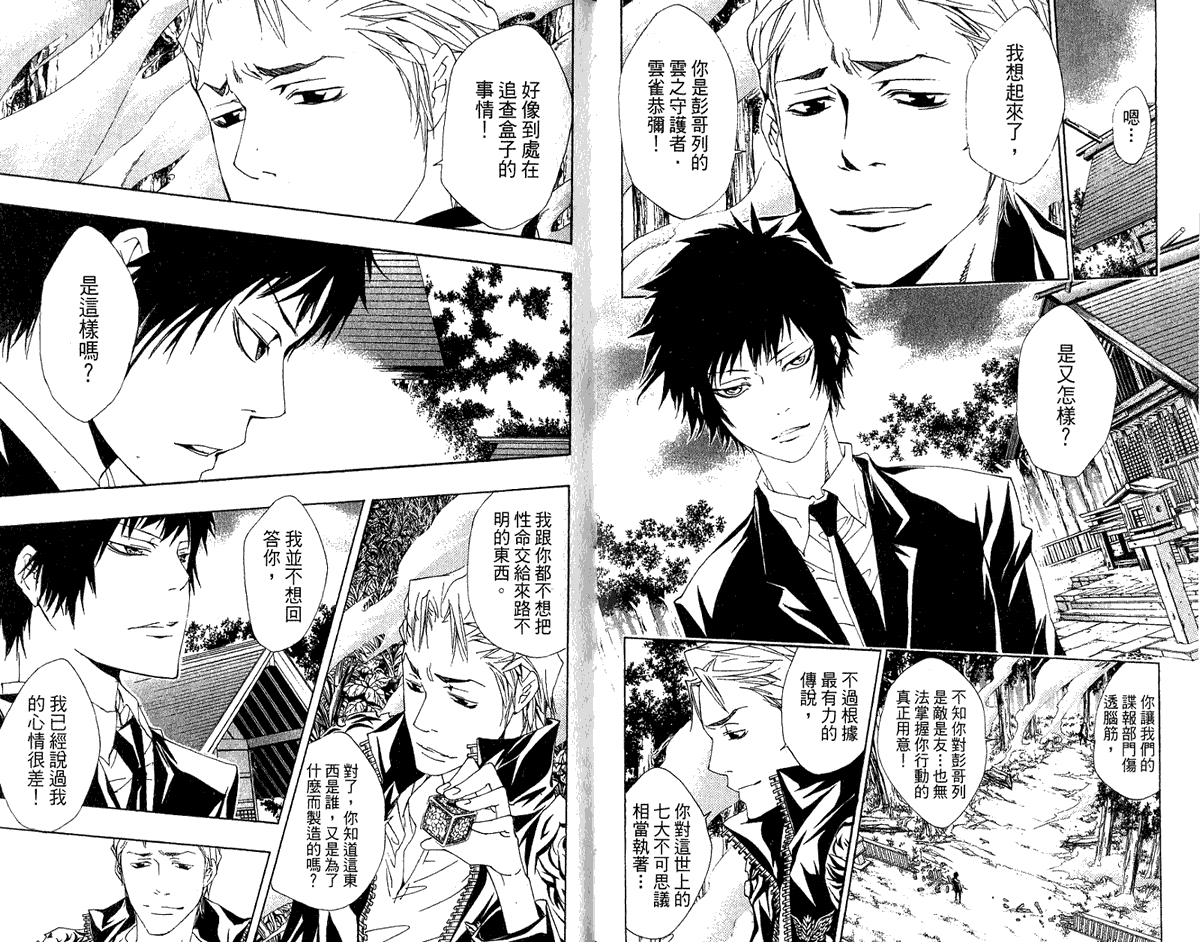 嗯…
我想起來了，
你是彭哥列的
雲之守護者．
雲雀恭彌！
是又怎樣？
你讓我們的
諜報部門傷
透腦筋，
不知你對彭哥列
是敵是友…也無
法掌握你行動的
真正用意！
不過根據
最有力的
傳說，
你對這世上的
七大不可思議
相當執著…
好像到處在
追查盒子的
事情！
是這樣嗎？
我跟你都不想把
性命交給來路不
明的東西。
對了，你知道這東
西是誰，又是為了
什麼而製造的嗎？
我並不想回
答你，
我已經說過我
的心情很差！